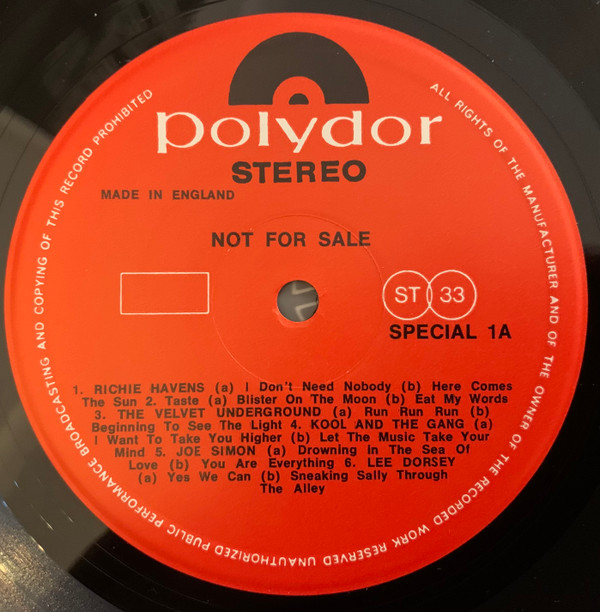 polydor
STEREO
MADE IN ENGLAND
NOT FOR SALE
ST 33
SPECIAL 1A
1. RICHIE HAVENS (a) I Don't Need Nobody (b) Here Comes
The Sun 2. Taste (a) Blister On The Moon (b) Eat My Words
3. THE VELVET UNDERGROUND (a) Run Run Run (b)
Beginning To See The Light 4. KOOL AND THE GANG (a)
I Want To Take You Higher (b) Let The Music Take Your
Mind 5. JOE SIMON (a) Drowning In The Sea Of
Love (b) You Are Everything 6. LEE DORSEY
(a) Yes We Can (b) Sneaking Sally Through
The Alley
ALL RIGHTS OF THE MANUFACTURER AND OF THE OWNER OF THE RECORDED WORK RESERVED UNAUTHORIZED PUBLIC PERFORMANCE BROADCASTING AND COPYING OF THIS RECORD PROHIBITED